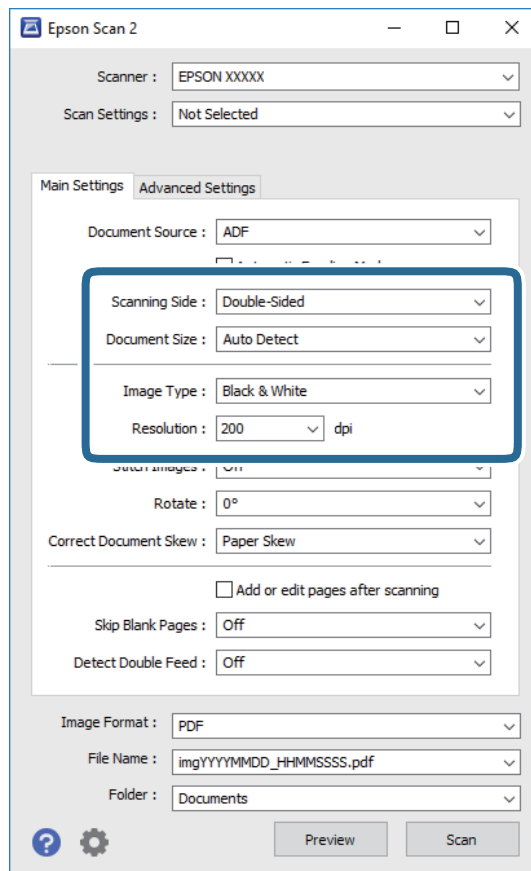 Epson Scan 2
Scanner : EPSON XXXXX
Scan Settings : Not Selected
Main Settings Advanced Settings
Document Source : ADF
Scanning Side : Double-Sided
Document Size : Auto Detect
Image Type : Black & White
Resolution : 200 dpi
Stitch Images : Off
Rotate : 0°
Correct Document Skew : Paper Skew
Add or edit pages after scanning
Skip Blank Pages : Off
Detect Double Feed : Off
Image Format : PDF
File Name : imgYYYYMMDD_HHMMSSSS.pdf
Folder : Documents
? Preview Scan